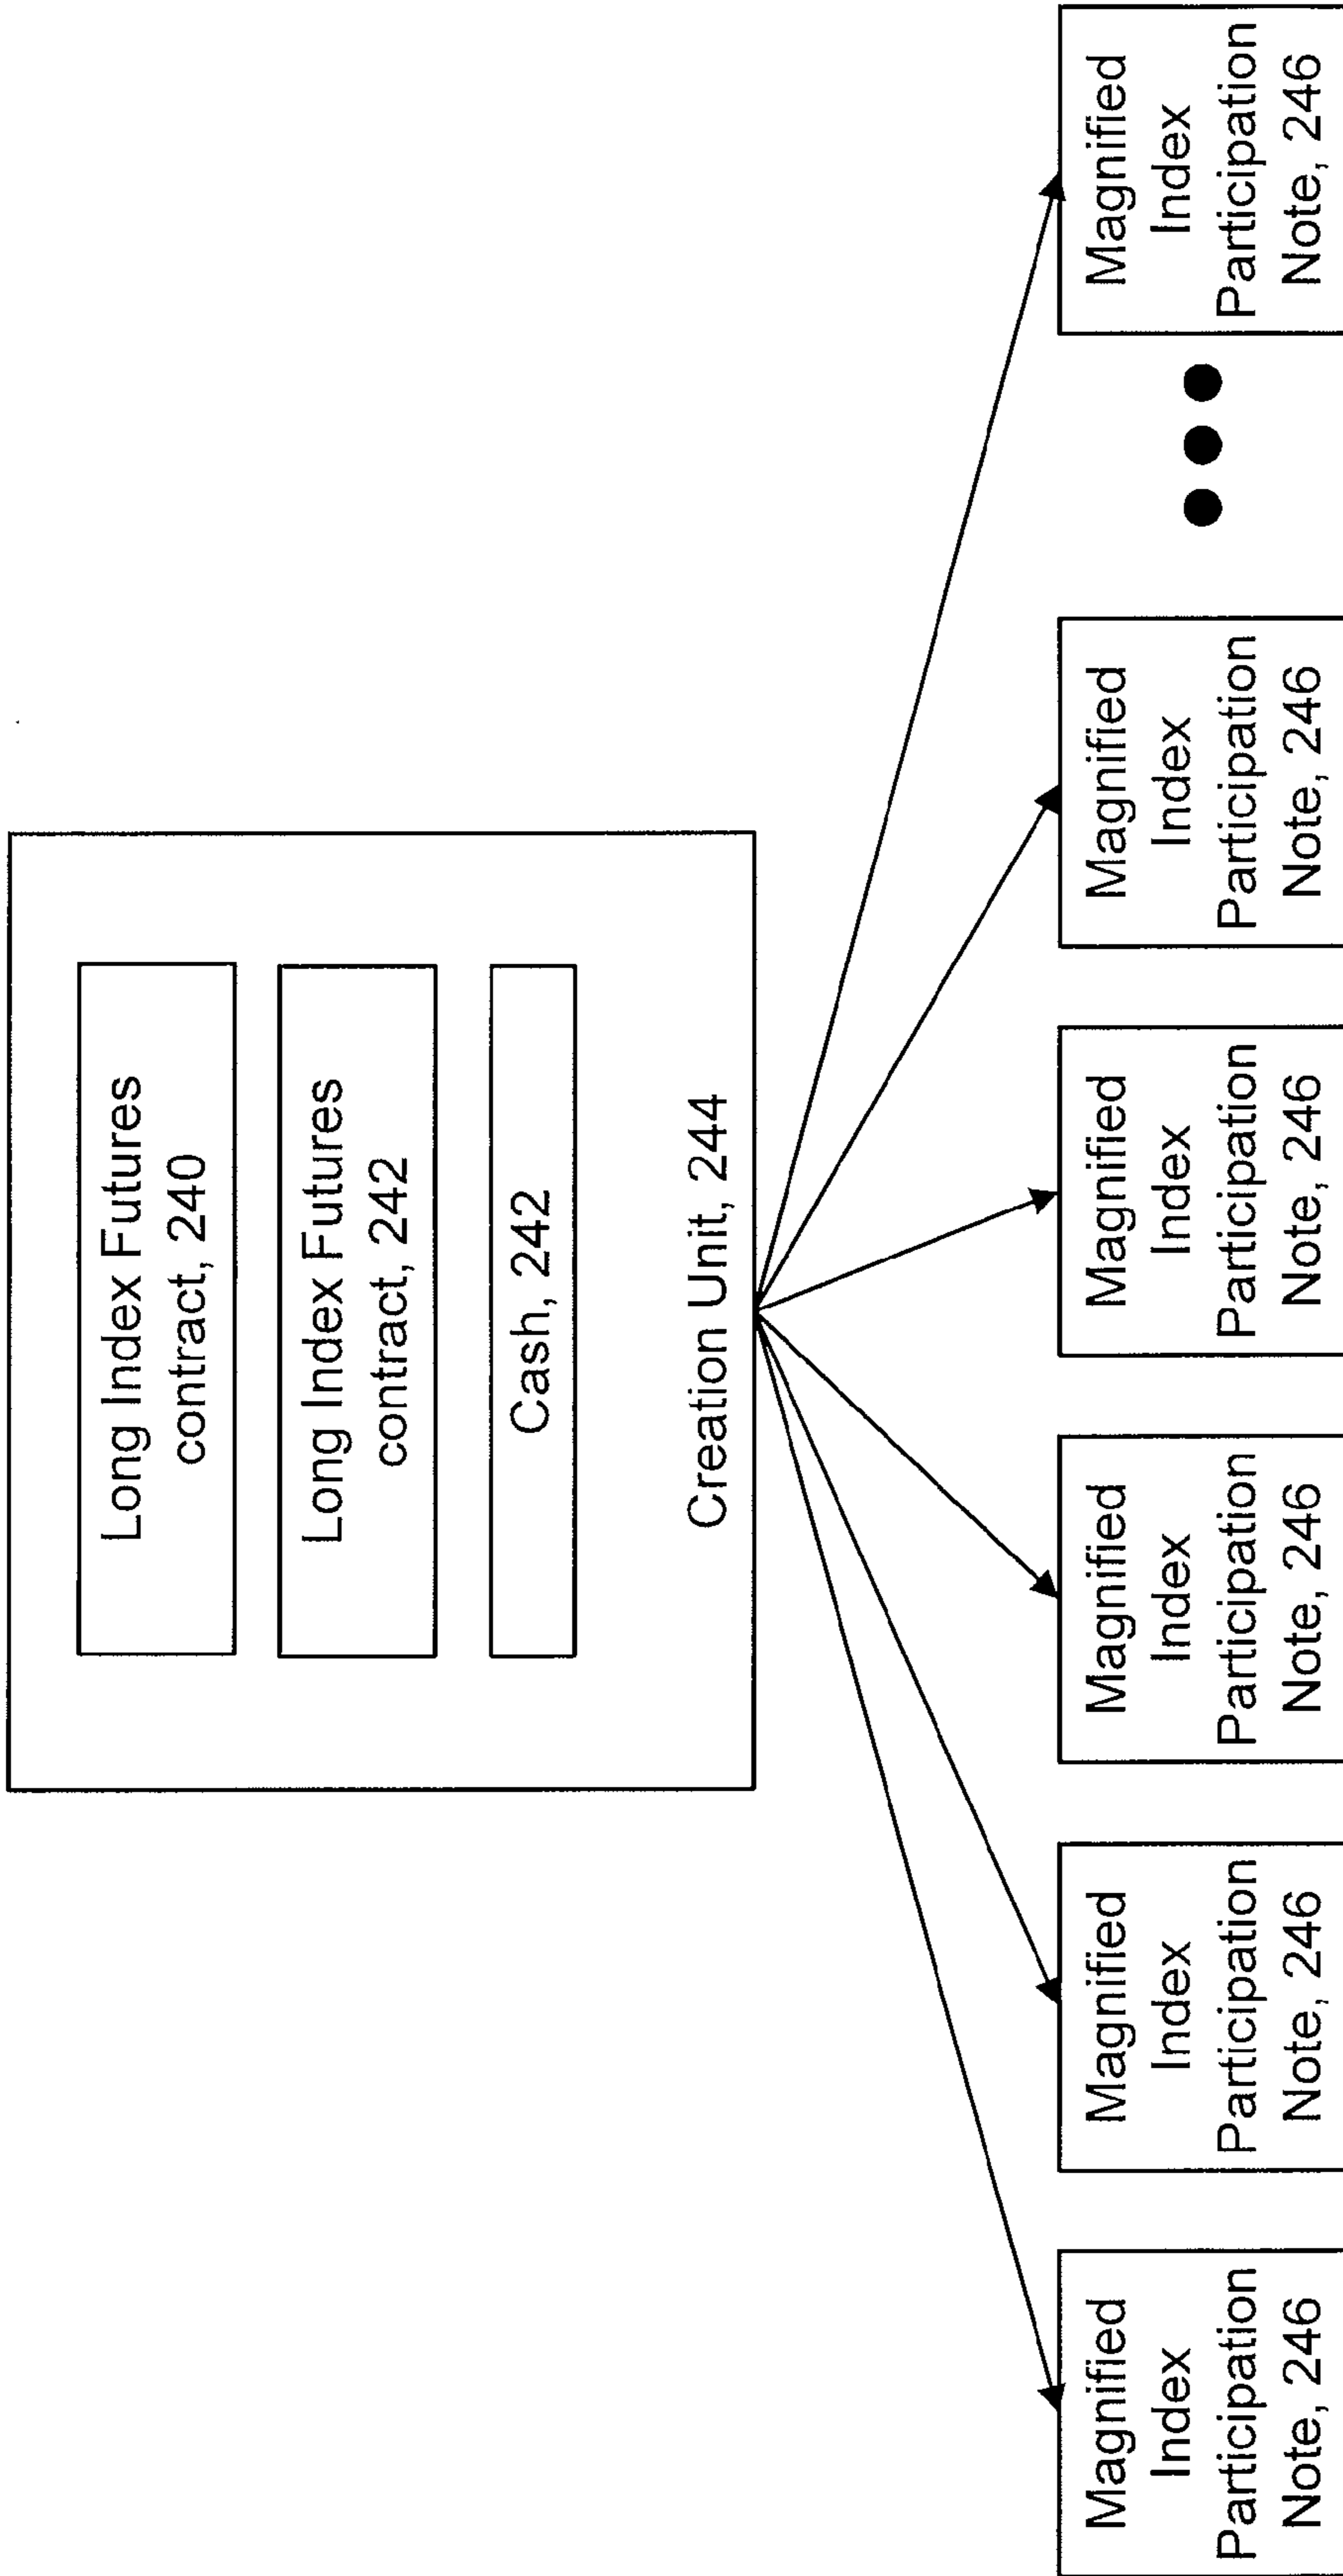 Long Index Futures
contract, 240
Long Index Futures
contract, 242
Cash, 242
Creation Unit, 244
Magnified
Index
Participation
Note, 246
Magnified
Index
Participation
Note, 246
Magnified
Index
Participation
Note, 246
Magnified
Index
Participation
Note, 246
Magnified
Index
Participation
Note, 246
Magnified
Index
Participation
Note, 246